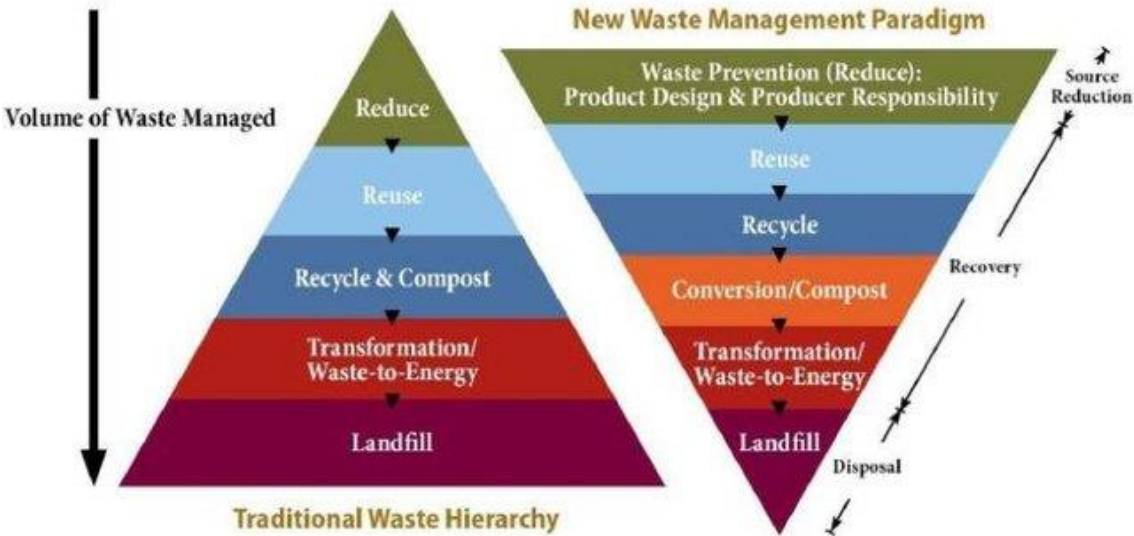 New Waste Management Paradigm
Volume of Waste Managed
Reduce
Reuse
Recycle & Compost
Transformation/
Waste-to-Energy
Landfill
Traditional Waste Hierarchy
Waste Prevention (Reduce):
Product Design & Producer Responsibility
Reuse
Recycle
Conversion/Compost
Transformation/
Waste-to-Energy
Landfill
Source
Reduction
Recovery
Disposal